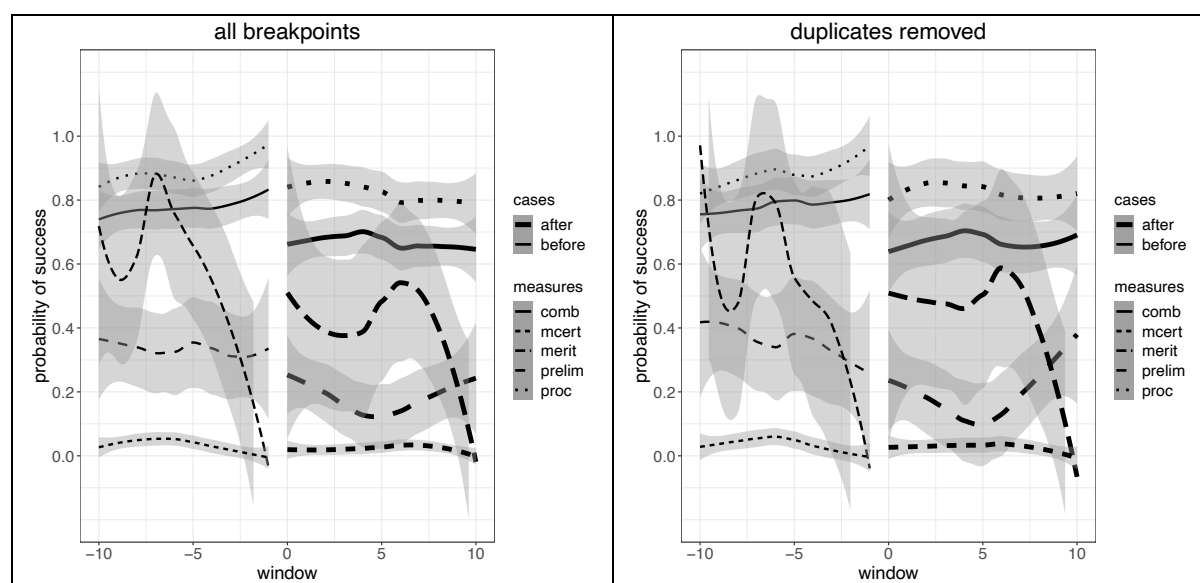 all breakpoints
probability of success
1.0
0.8
0.6
0.4
0.2
0.0
−10
−5
0
5
10
window
cases
after
before
measures
comb
mcert
merit
prelim
proc
duplicates removed
probability of success
1.0
0.8
0.6
0.4
0.2
0.0
−10
−5
0
5
10
window
cases
after
before
measures
comb
mcert
merit
prelim
proc